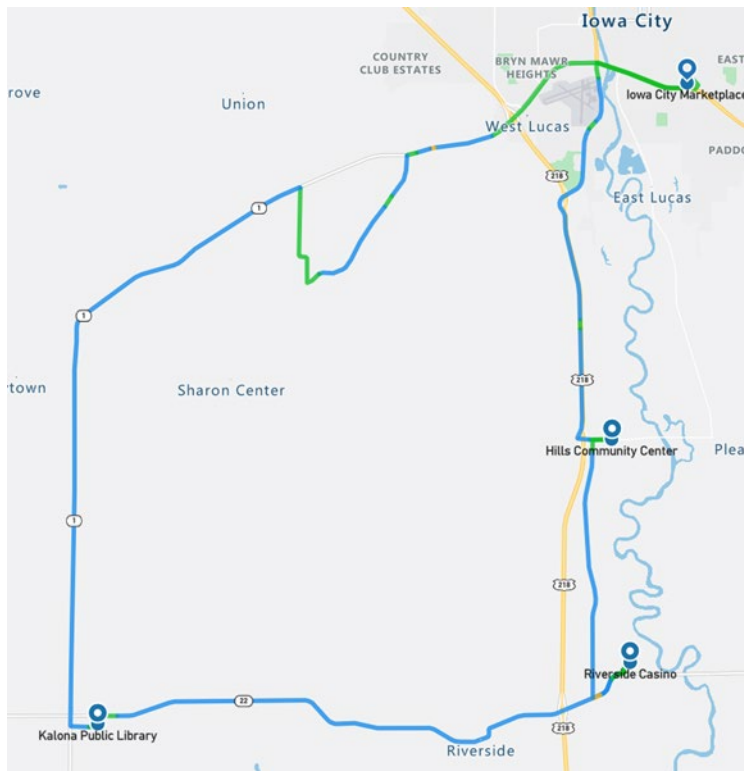 Iowa City
COUNTRY
CLUB ESTATES
BRYN MAWR
HEIGHTS
EAST
Iowa City Marketplace
rove
Union
West Lucas
PADDO
218
East Lucas
1
1
218
rtown
Sharon Center
Hills Community Center
Plea
1
218
Riverside Casino
22
Kalona Public Library
Riverside
218